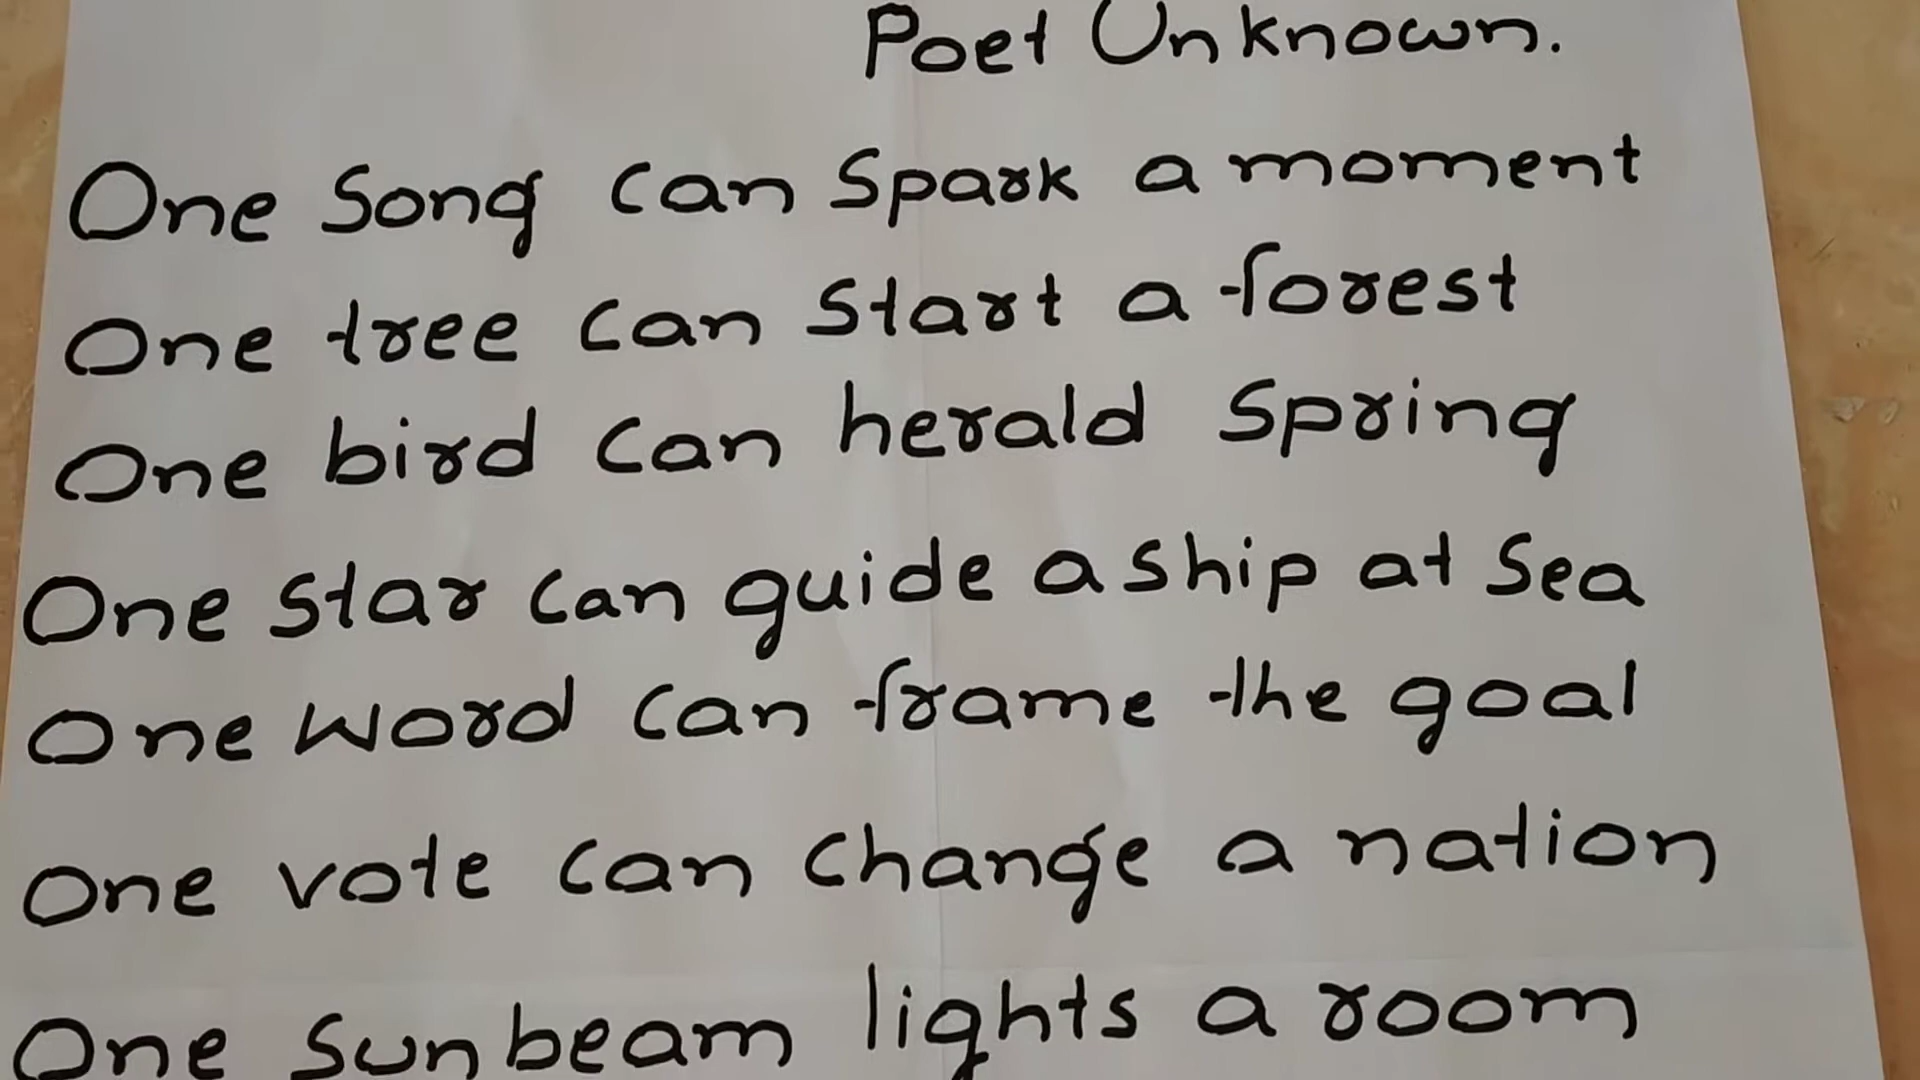 Poet Unknown.
One Song can Spark a moment
One tree can Start a forest
One bird can herald Spring
One Star can guide a Ship at Sea
One word can frame the goal
One vote can change a nation
One Sunbeam lights a room